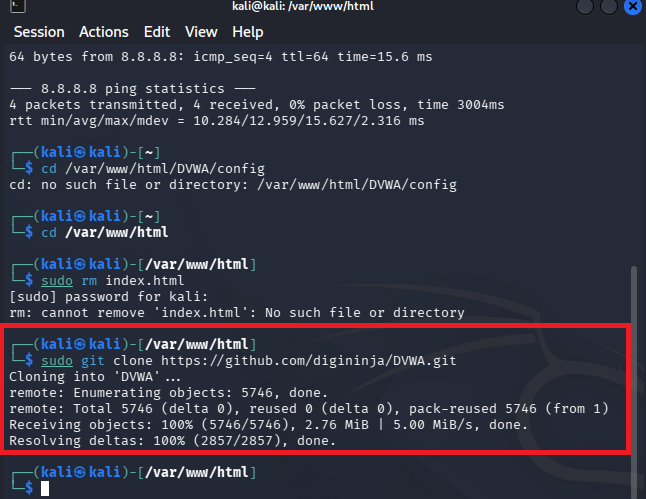 kali@kali: /var/www/html
Session Actions Edit View Help
64 bytes from 8.8.8.8: icmp_seq=4 ttl=64 time=15.6 ms
--- 8.8.8.8 ping statistics ---
4 packets transmitted, 4 received, 0% packet loss, time 3004ms
rtt min/avg/max/mdev = 10.284/12.959/15.627/2.316 ms
┌──(kali㉿kali)-[~]
└─$ cd /var/www/html/DVWA/config
cd: no such file or directory: /var/www/html/DVWA/config
┌──(kali㉿kali)-[~]
└─$ cd /var/www/html
┌──(kali㉿kali)-[/var/www/html]
└─$ sudo rm index.html
[sudo] password for kali:
rm: cannot remove 'index.html': No such file or directory
┌──(kali㉿kali)-[/var/www/html]
└─$ sudo git clone https://github.com/digininja/DVWA.git
Cloning into 'DVWA'...
remote: Enumerating objects: 5746, done.
remote: Total 5746 (delta 0), reused 0 (delta 0), pack-reused 5746 (from 1)
Receiving objects: 100% (5746/5746), 2.76 MiB | 5.00 MiB/s, done.
Resolving deltas: 100% (2857/2857), done.
┌──(kali㉿kali)-[/var/www/html]
└─$